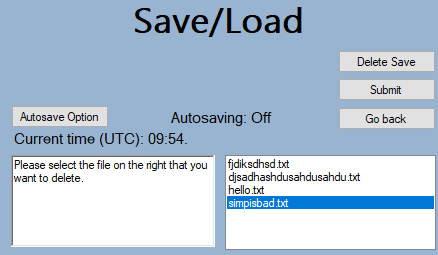 Save/Load
Delete Save
Submit
Autosave Option
Autosaving: Off
Go back
Current time (UTC): 09:54.
Please select the file on the right that you
want to delete.
fjdiksdhsd.txt
djsadhashdusahdusahdu.txt
hello.txt
simpisbad.txt